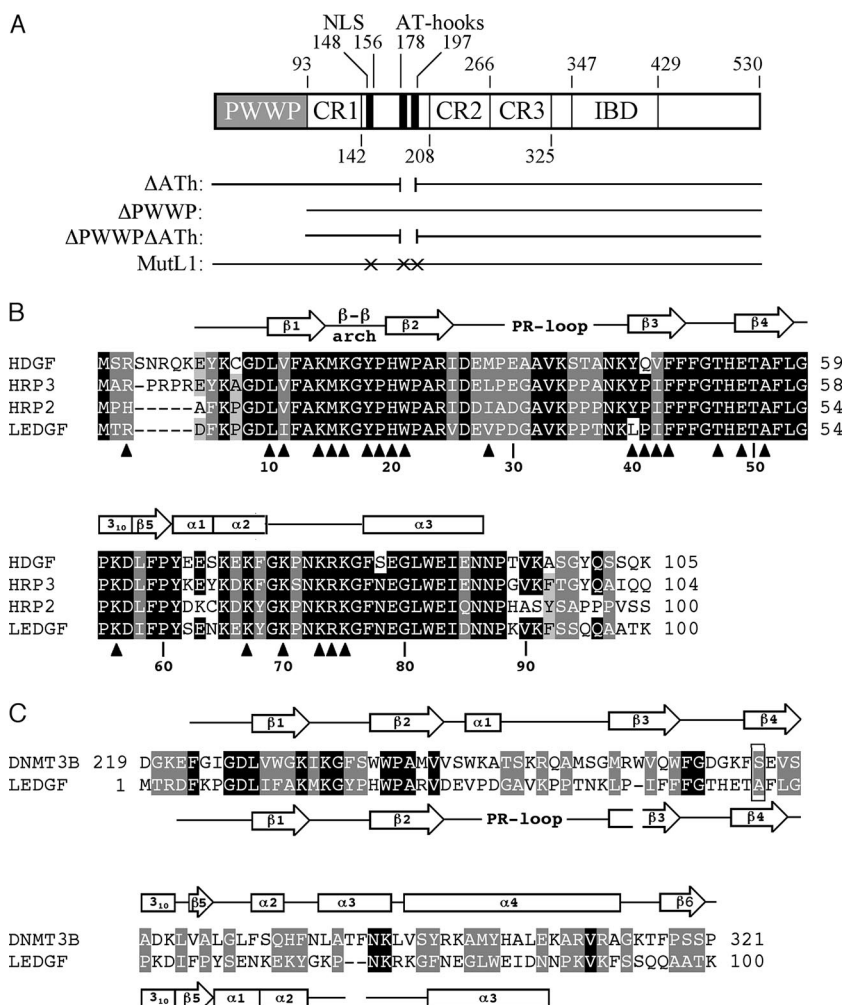 A
NLS AT-hooks
148 156 178 197
93 266 347 429 530
PWWP CR1 CR2 CR3 IBD
142 208 325
ΔATh:
ΔPWWP:
ΔPWWPΔATh:
MutL1:
B
β1 β-β arch β2 PR-loop β3 β4
HDGF MSRSNRQKEYKCGDLVFAKMKGYPHWPARIDEMPEAAVKSTANKYQVFFFGTHETAFLG 59
HRP3 MAR-PRPREYKAGDLVFAKMKGYPHWPARIDELPEGAVKPPANKYPIFFFGTHETAFLG 58
HRP2 MPH-----AFKPGDLVFAKMKGYPHWPARIDDIADGAVKPPPNKYPIFFFGTHETAFLG 54
LEDGF MTR-----DFKPGDLIFAKMKGYPHWPARVDEVPDGAVKPPTNKLPIFFFGTHETAFLG 54
10 20 30 40 50
3₁₀ β5 α1 α2 α3
HDGF PKDLFPYEESKEKFGKPNKRKGFSEGLWEIENNPTVKASGYQSSQK 105
HRP3 PKDLFPYKEYKDKFGKPNKRKGFNEGLWEIENNPGVKFTGYQAIQQ 104
HRP2 PKDLFPYDKCKDKYGKPNKRKGFNEGLWEIQNNPHASYSAPPPVSS 100
LEDGF PKDIFPYSENKEKYGKPNKRKGFNEGLWEIDNNPKVKFSSQQAATK 100
60 70 80 90
C
β1 β2 α1 β3 β4
DNMT3B 219 DGKEFGIGDLVWGKIKGFSWWPAMVVSWKATSKRQAMSGMRWVQWFGDGKFSEVS
LEDGF 1 MTRDFKPGDLIFAKMKGYPHWPARVDEVPDGAVKPPTNKLP-IFFFGTHETAFLG
β1 β2 PR-loop β3 β4
3₁₀ β5 α2 α3 α4 β6
DNMT3B ADKLVALGLFSQHFNLATFNKLVSYRKAMYHALEKARVRAGKTFPSSP 321
LEDGF PKDIFPYSENKEKYGKP--NKRKGFNEGLWEIDNNPKVKFSSQQAATK 100
3₁₀ β5 α1 α2 α3